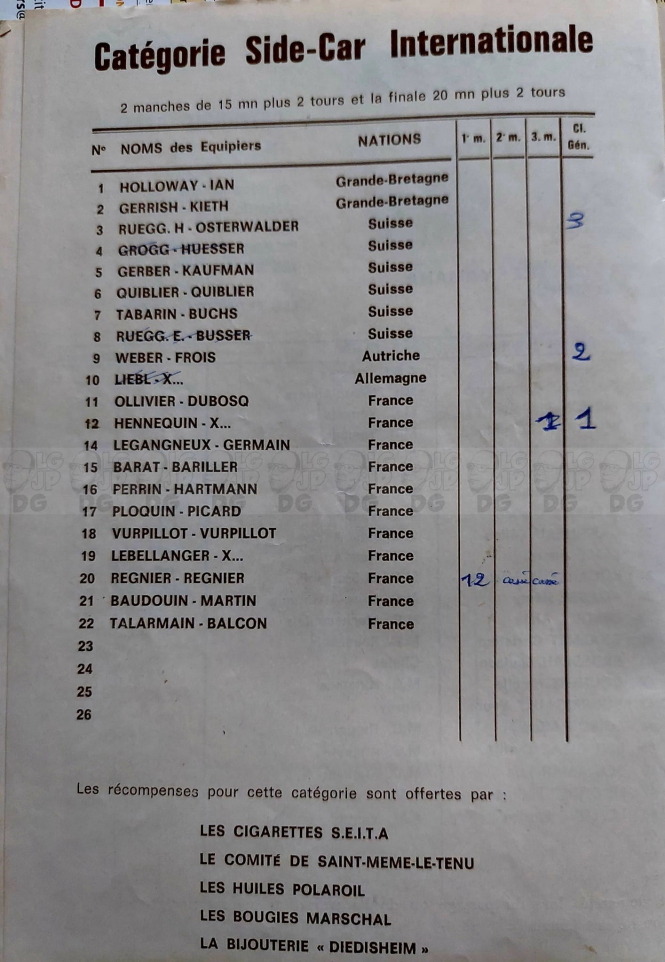 Catégorie Side-Car Internationale
2 manches de 15 mn plus 2 tours et la finale 20 mn plus 2 tours
N° NOMS des Equipiers NATIONS 1e m. 2e m. 3. m. Cl. Gén.
1 HOLLOWAY - IAN Grande-Bretagne
2 GERRISH - KIETH Grande-Bretagne
3 RUEGG. H - OSTERWALDER Suisse 3
4 GROGG - HUESSER Suisse
5 GERBER - KAUFMAN Suisse
6 QUIBLIER - QUIBLIER Suisse
7 TABARIN - BUCHS Suisse
8 RUEGG. E. - BUSSER Suisse
9 WEBER - FROIS Autriche 2
10 LIEBL - X... Allemagne
11 OLLIVIER - DUBOSQ France
12 HENNEQUIN - X... France 1
14 LEGANGNEUX - GERMAIN France
15 BARAT - BARILLER France
16 PERRIN - HARTMANN France
17 PLOQUIN - PICARD France
18 VURPILLOT - VURPILLOT France
19 LEBELLANGER - X... France
20 REGNIER - REGNIER France 12 cassé cassé
21 BAUDOUIN - MARTIN France
22 TALARMAIN - BALCON France
23
24
25
26
Les récompenses pour cette catégorie sont offertes par :
LES CIGARETTES S.E.I.T.A
LE COMITÉ DE SAINT-MEME-LE-TENU
LES HUILES POLAROIL
LES BOUGIES MARSCHAL
LA BIJOUTERIE « DIEDISHEIM »